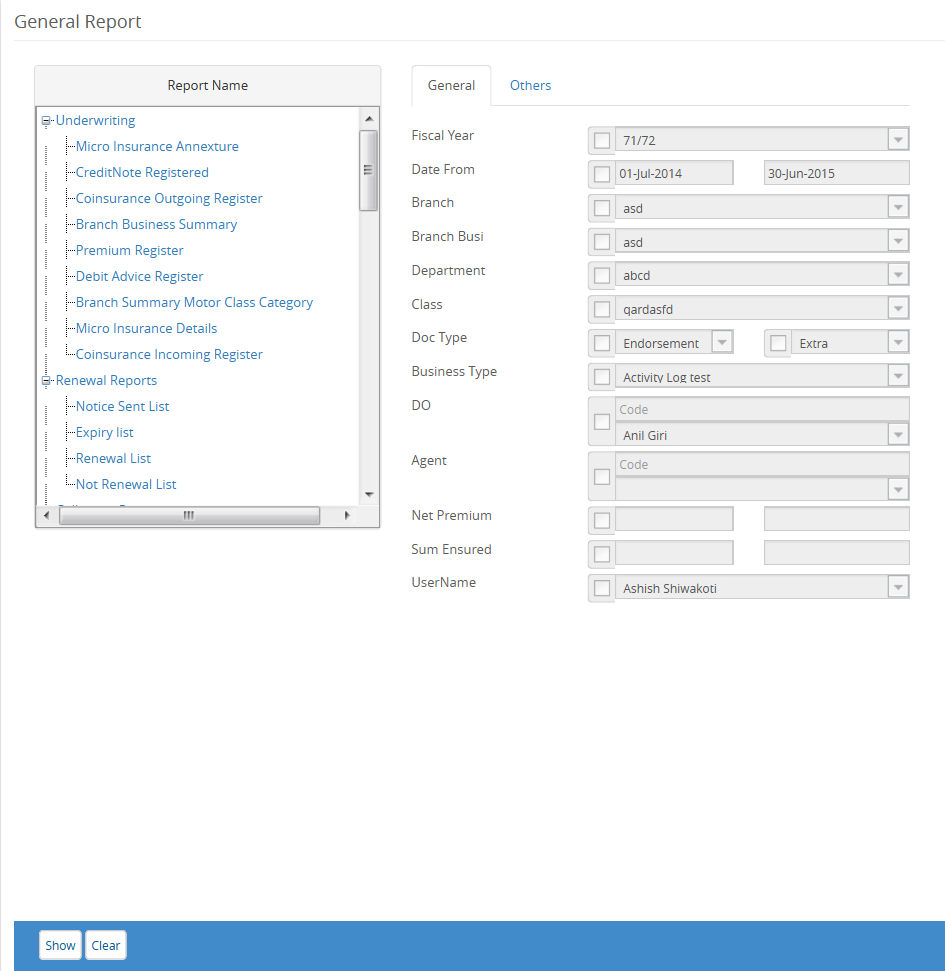 General Report
Report Name
Underwriting
Micro Insurance Annexture
CreditNote Registered
Coinsurance Outgoing Register
Branch Business Summary
Premium Register
Debit Advice Register
Branch Summary Motor Class Category
Micro Insurance Details
Coinsurance Incoming Register
Renewal Reports
Notice Sent List
Expiry list
Renewal List
Not Renewal List
General Others
Fiscal Year 71/72
Date From 01-Jul-2014 30-Jun-2015
Branch asd
Branch Busi asd
Department abcd
Class qardasfd
Doc Type Endorsement Extra
Business Type Activity Log test
DO Code
Anil Giri
Agent Code
Net Premium
Sum Ensured
UserName Ashish Shiwakoti
Show Clear